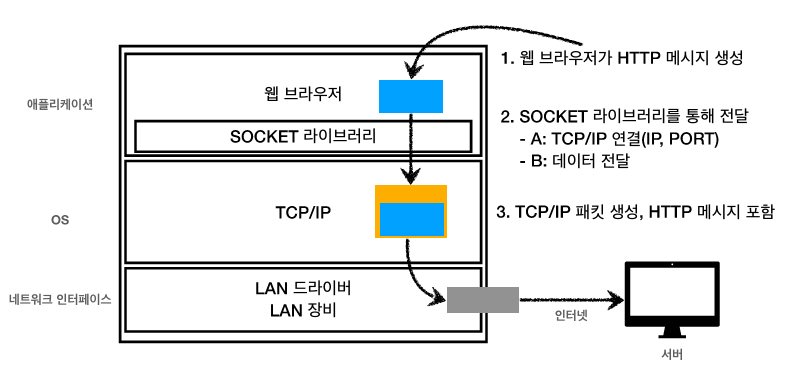 1. 웹 브라우저가 HTTP 메시지 생성
애플리케이션
웹 브라우저
SOCKET 라이브러리
2. SOCKET 라이브러리를 통해 전달
- A: TCP/IP 연결(IP, PORT)
- B: 데이터 전달
OS
TCP/IP
3. TCP/IP 패킷 생성, HTTP 메시지 포함
네트워크 인터페이스
LAN 드라이버
LAN 장비
인터넷
서버